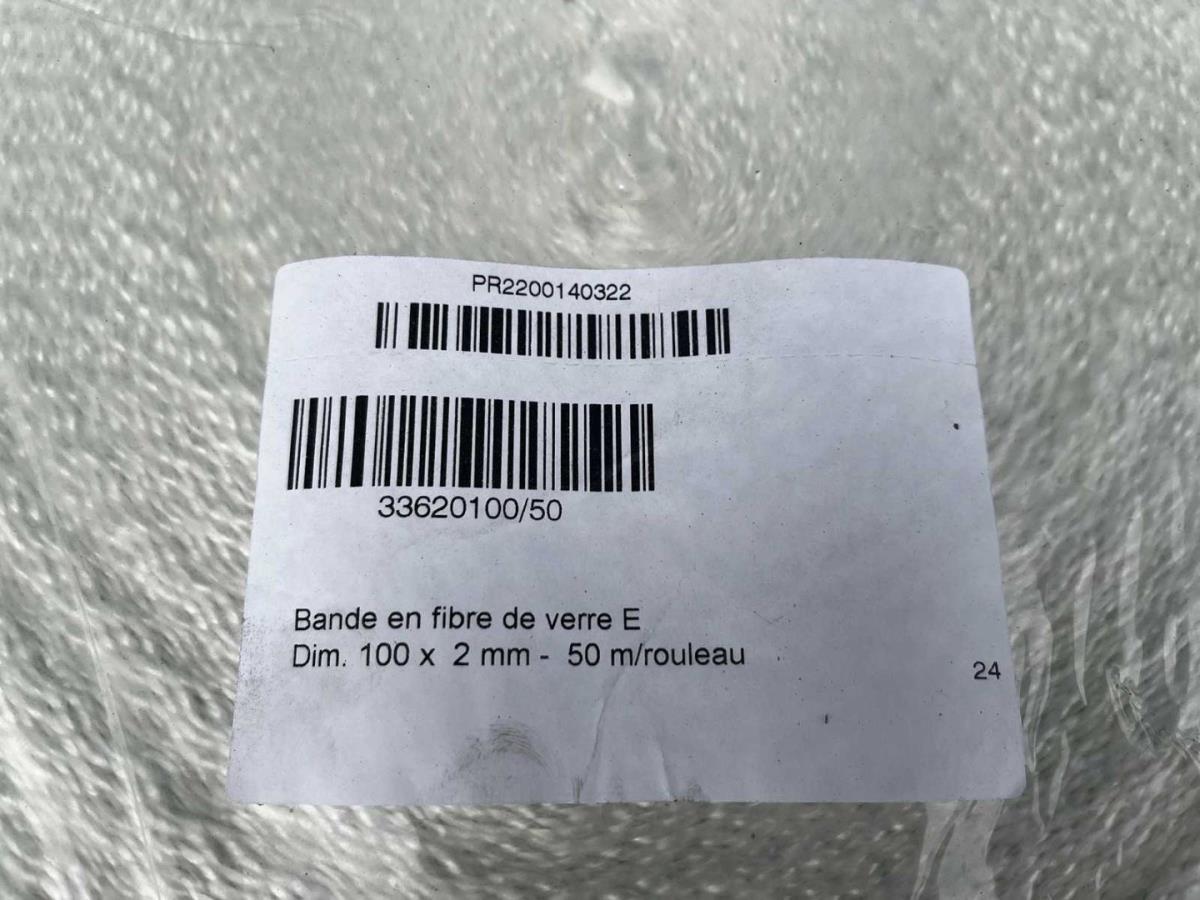 PR2200140322
33620100/50
Bande en fibre de verre E
Dim. 100 x 2 mm - 50 m/rouleau
24